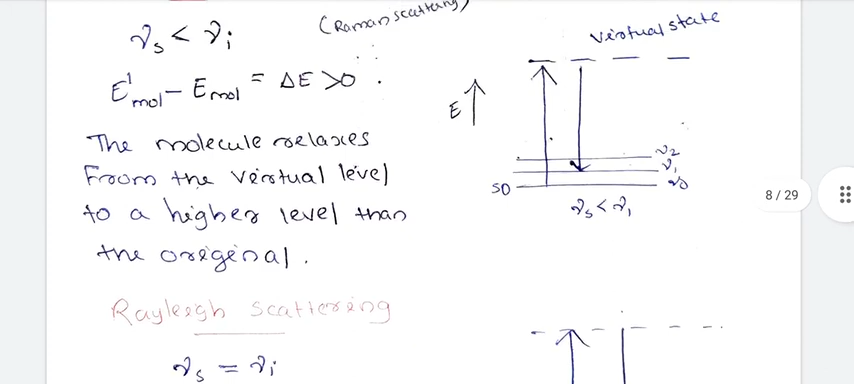 (Raman scattering)
νs < νi
E'mol - Emol = ΔE >0
The molecule relaxes
From the virtual level
to a higher level than
the original.
Virtual state
E
ν2
ν1
ν0
S0
νs < νi
8 / 29
Rayleigh scattering
νs = νi